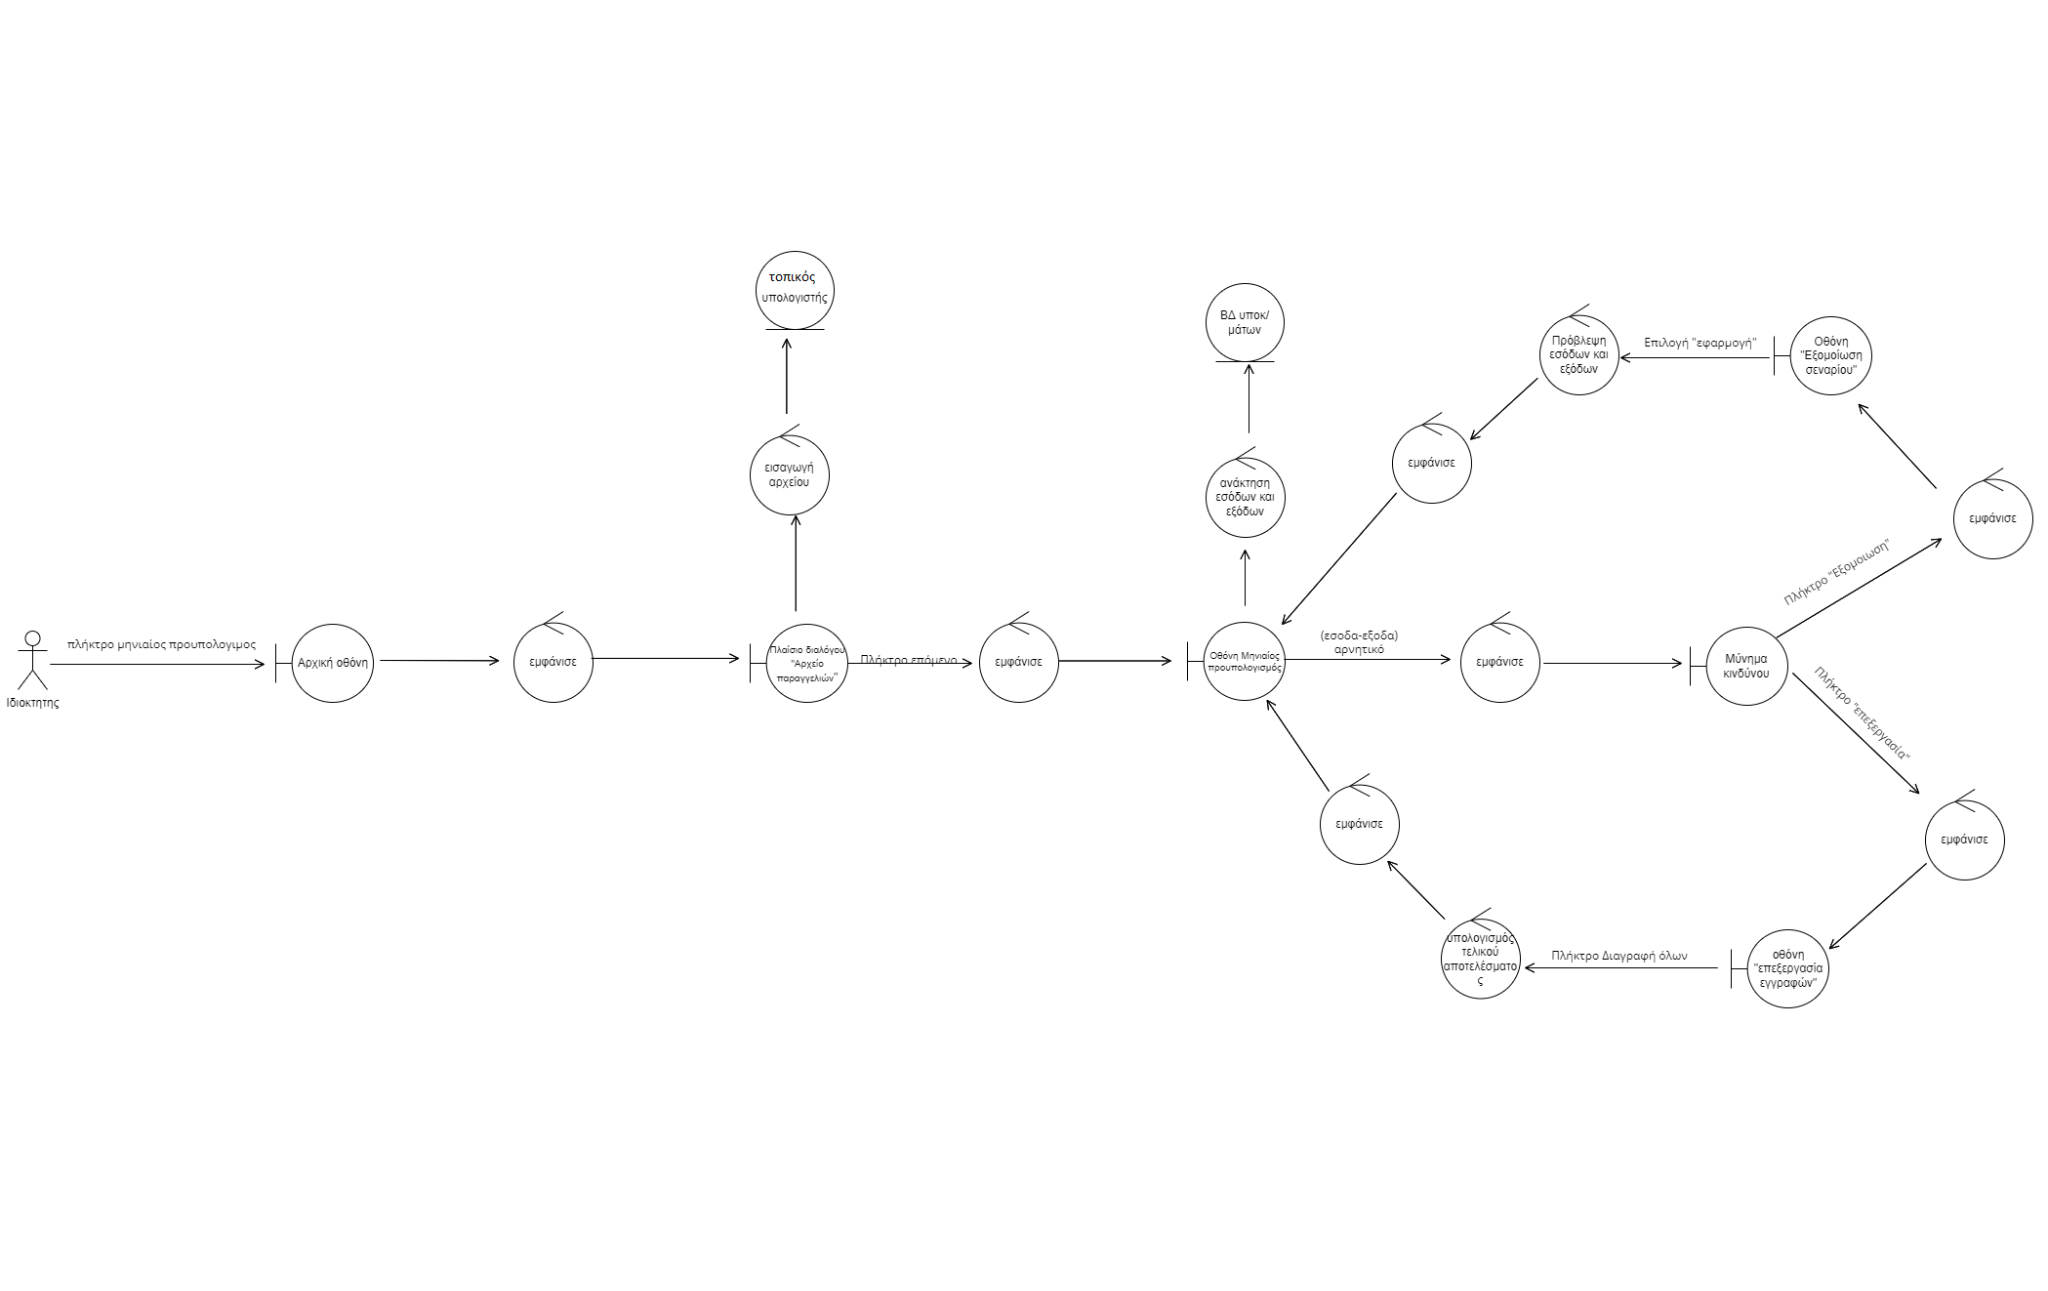 τοπικός
υπολογιστής
ΒΔ υποκ/
μάτων
Πρόβλεψη
εσόδων και
εξόδων
Επιλογή "εφαρμογή"
Οθόνη
"Εξομοίωση
σεναρίου"
εισαγωγή
αρχείου
ανάκτηση
εσόδων και
εξόδων
εμφάνισε
εμφάνισε
Πλήκτρο "Εξομοιωση"
πλήκτρο μηνιαίος προυπολογιμος
Ιδιοκτητης
Αρχική οθόνη
εμφάνισε
Πλαίσιο διαλόγου
"Αρχείο
παραγγελιών"
Πλήκτρο επόμενο
εμφάνισε
Οθόνη Μηνιαίος
προυπολογισμός
(εσοδα-εξοδα)
αρνητικό
εμφάνισε
Μύνημα
κινδύνου
Πλήκτρο "επεξεργασία"
εμφάνισε
εμφάνισε
υπολογισμός
τελικού
αποτελέσματο
ς
Πλήκτρο Διαγραφή όλων
οθόνη
"επεξεργασία
εγγραφών"